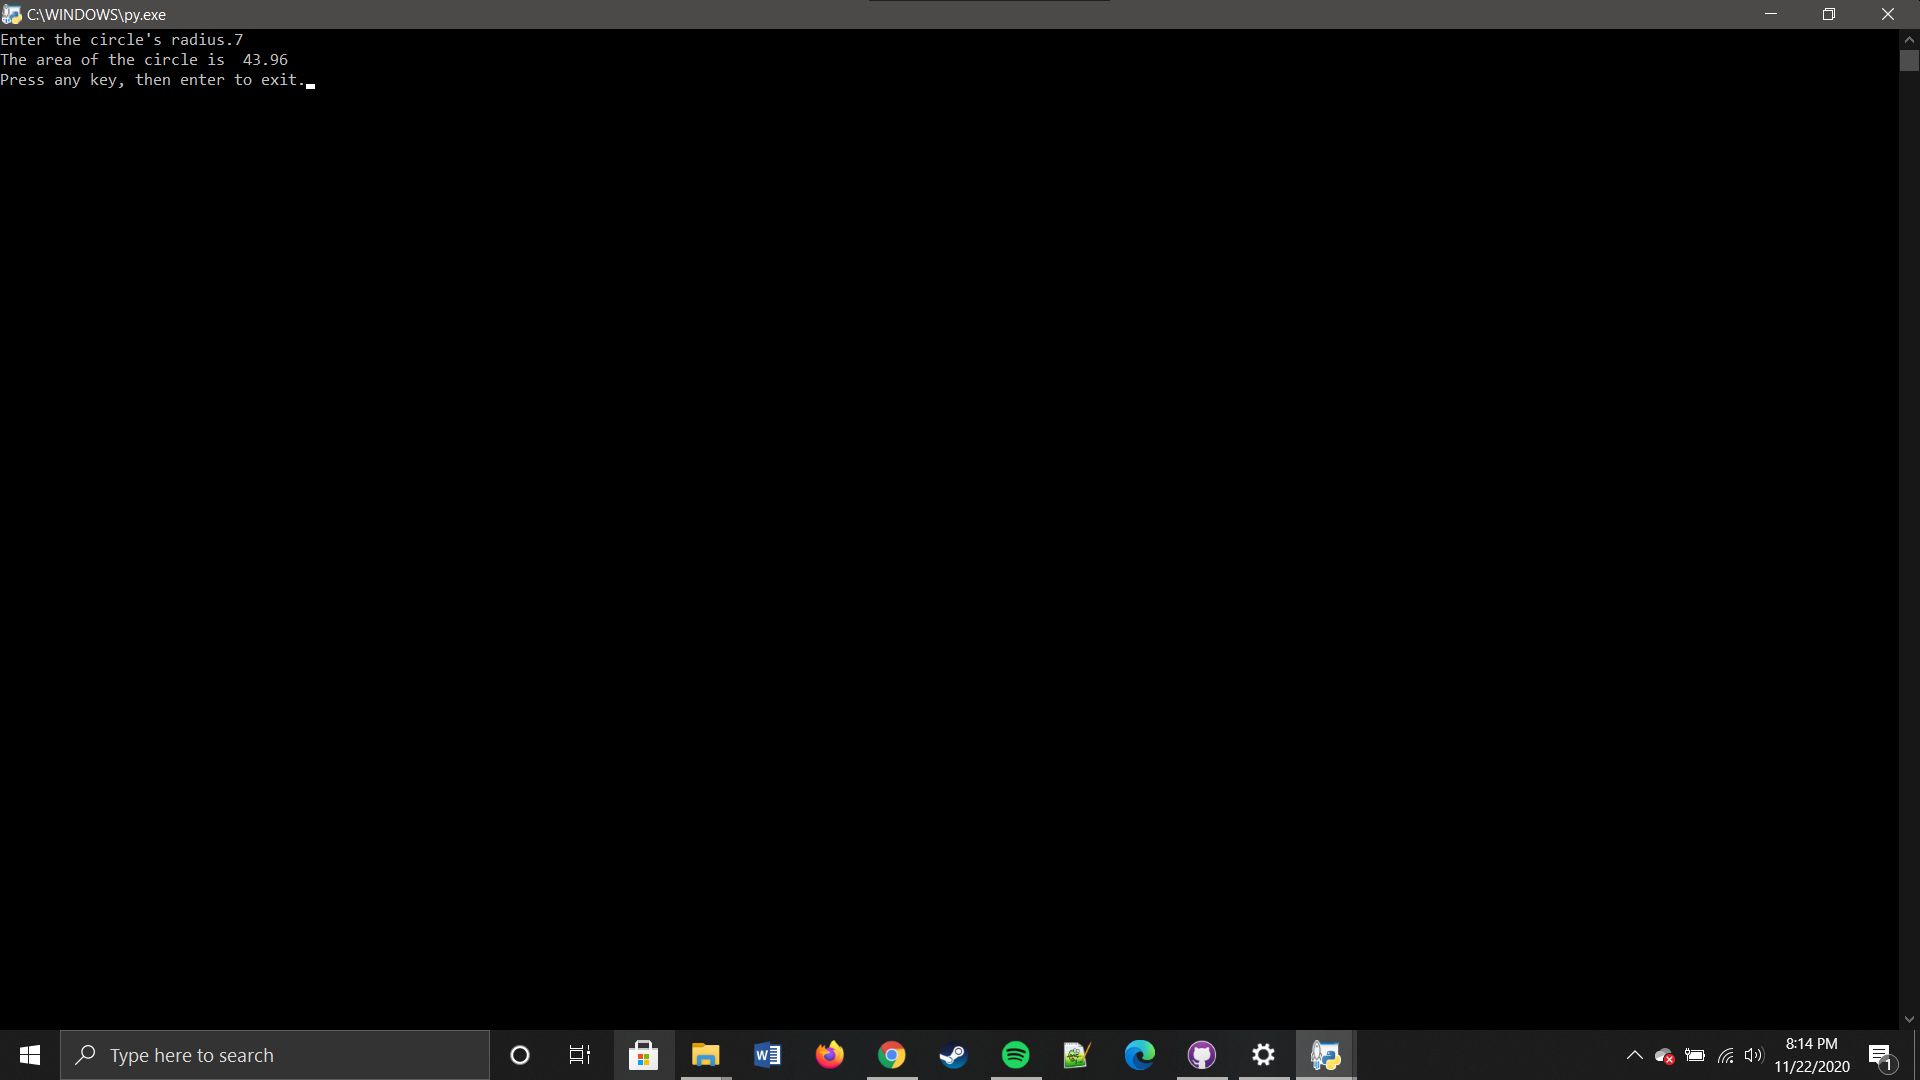 C:\WINDOWS\py.exe
Enter the circle's radius.7
The area of the circle is  43.96
Press any key, then enter to exit.
Type here to search
8:14 PM
11/22/2020
1